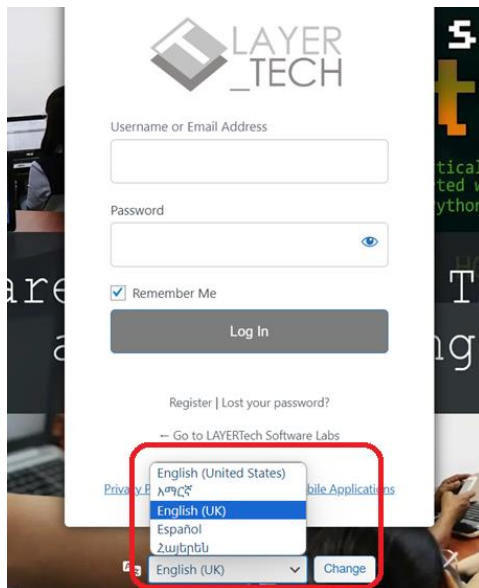 LAYER
_TECH
Username or Email Address
Password
Remember Me
Log In
Register | Lost your password?
← Go to LAYERTech Software Labs
English (United States)
አማርኛ
English (UK)
Español
Հայերեն
English (UK)
Change